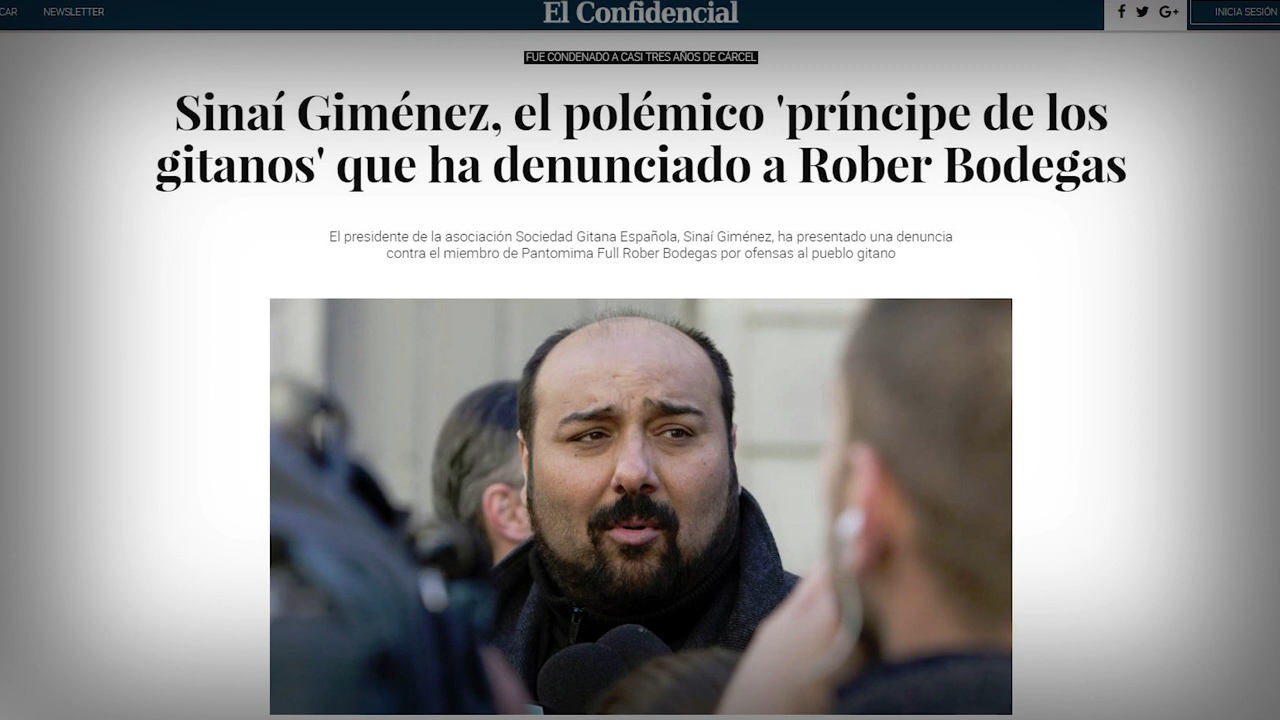 CAR NEWSLETTER El Confidencial INICIA SESIÓN
FUE CONDENADO A CASI TRES AÑOS DE CÁRCEL
Sinaí Giménez, el polémico 'príncipe de los
gitanos' que ha denunciado a Rober Bodegas
El presidente de la asociación Sociedad Gitana Española, Sinaí Giménez, ha presentado una denuncia
contra el miembro de Pantomima Full Rober Bodegas por ofensas al pueblo gitano